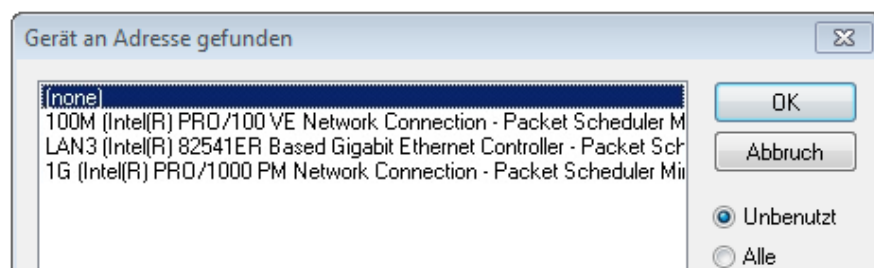 Gerät an Adresse gefunden
(none)
100M (Intel(R) PRO/100 VE Network Connection - Packet Scheduler M
LAN3 (Intel(R) 82541ER Based Gigabit Ethernet Controller - Packet Sch
1G (Intel(R) PRO/1000 PM Network Connection - Packet Scheduler Mi
OK
Abbruch
Unbenutzt
Alle